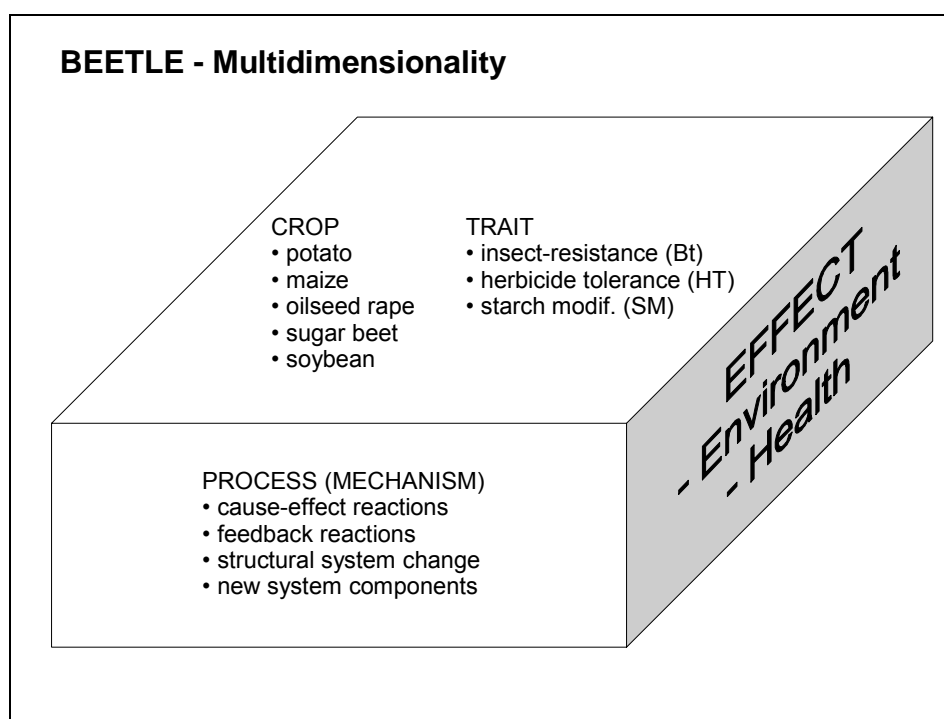 BEETLE - Multidimensionality
CROP
• potato
• maize
• oilseed rape
• sugar beet
• soybean
TRAIT
• insect-resistance (Bt)
• herbicide tolerance (HT)
• starch modif. (SM)
EFFECT
- Environment
- Health
PROCESS (MECHANISM)
• cause-effect reactions
• feedback reactions
• structural system change
• new system components